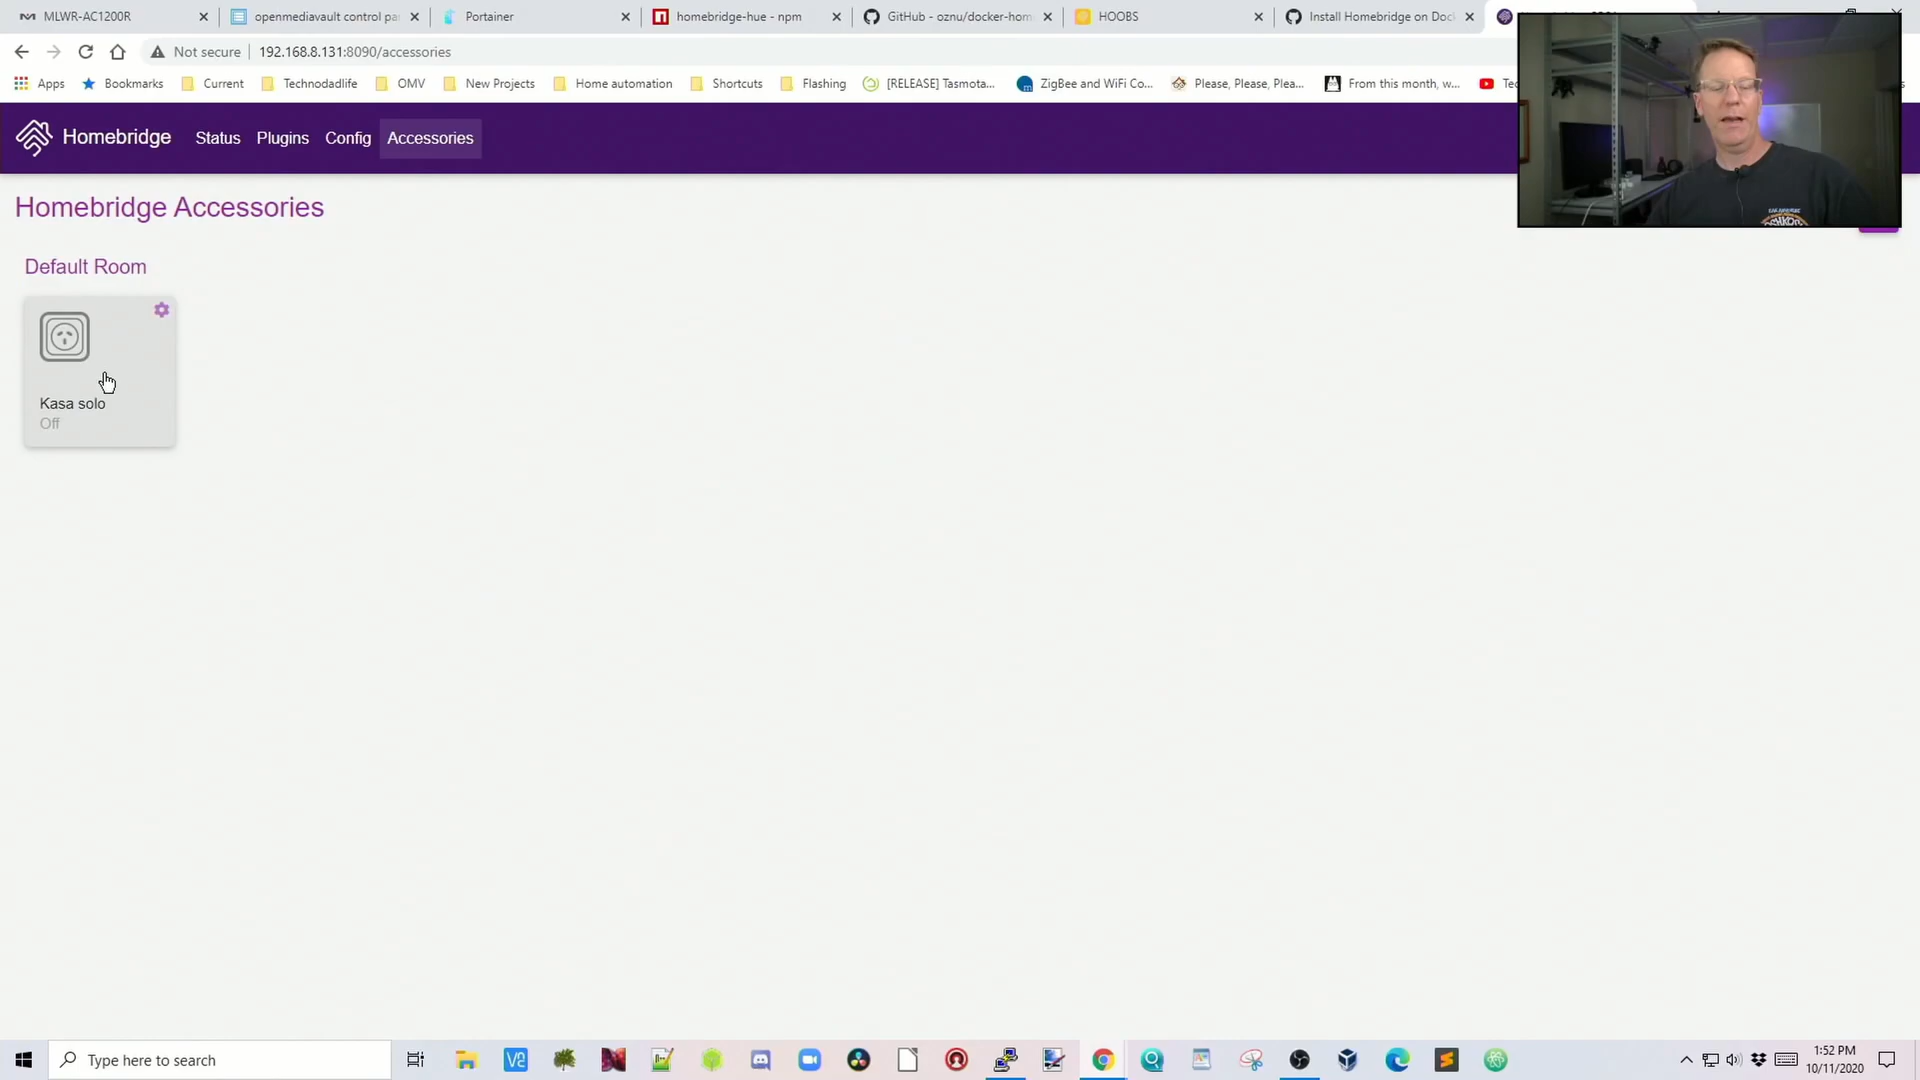 MLWR-AC1200R
openmediavault control pa
Portainer
homebridge-hue - npm
GitHub - oznu/docker-hom
HOOBS
Install Homebridge on Doc
Not secure
192.168.8.131:8090/accessories
Apps
Bookmarks
Current
Technodadlife
OMV
New Projects
Home automation
Shortcuts
Flashing
[RELEASE] Tasmota...
ZigBee and WiFi Co...
Please, Please, Plea...
From this month, w...
Homebridge
Status
Plugins
Config
Accessories
Homebridge Accessories
Default Room
Kasa solo
Off
Type here to search
1:52 PM
10/11/2020